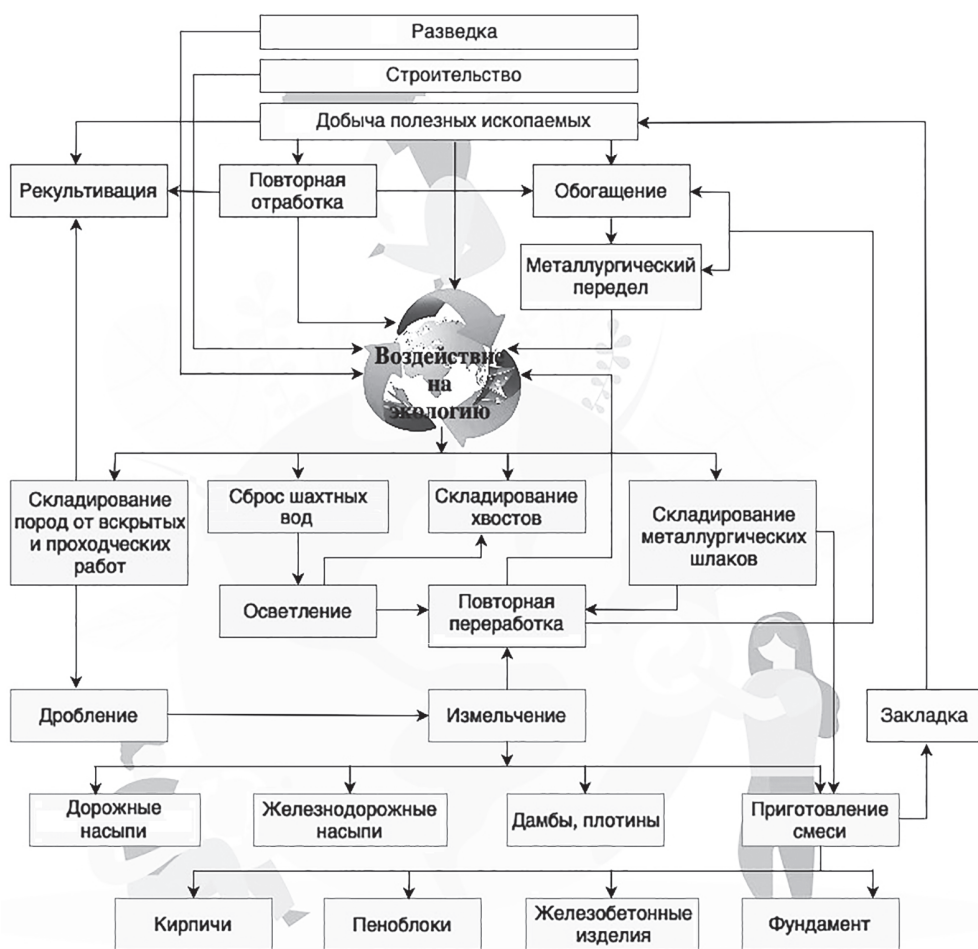 Разведка
Строительство
Добыча полезных ископаемых
Рекультивация
Повторная
отработка
Обогащение
Металлургический
передел
Воздействие
на
экологию
Складирование
пород от вскрытых
и проходческих
работ
Сброс шахтных
вод
Складирование
хвостов
Складирование
металлургических
шлаков
Осветление
Повторная
переработка
Дробление
Измельчение
Закладка
Дорожные
насыпи
Железнодорожные
насыпи
Дамбы, плотины
Приготовление
смеси
Кирпичи
Пеноблоки
Железобетонные
изделия
Фундамент